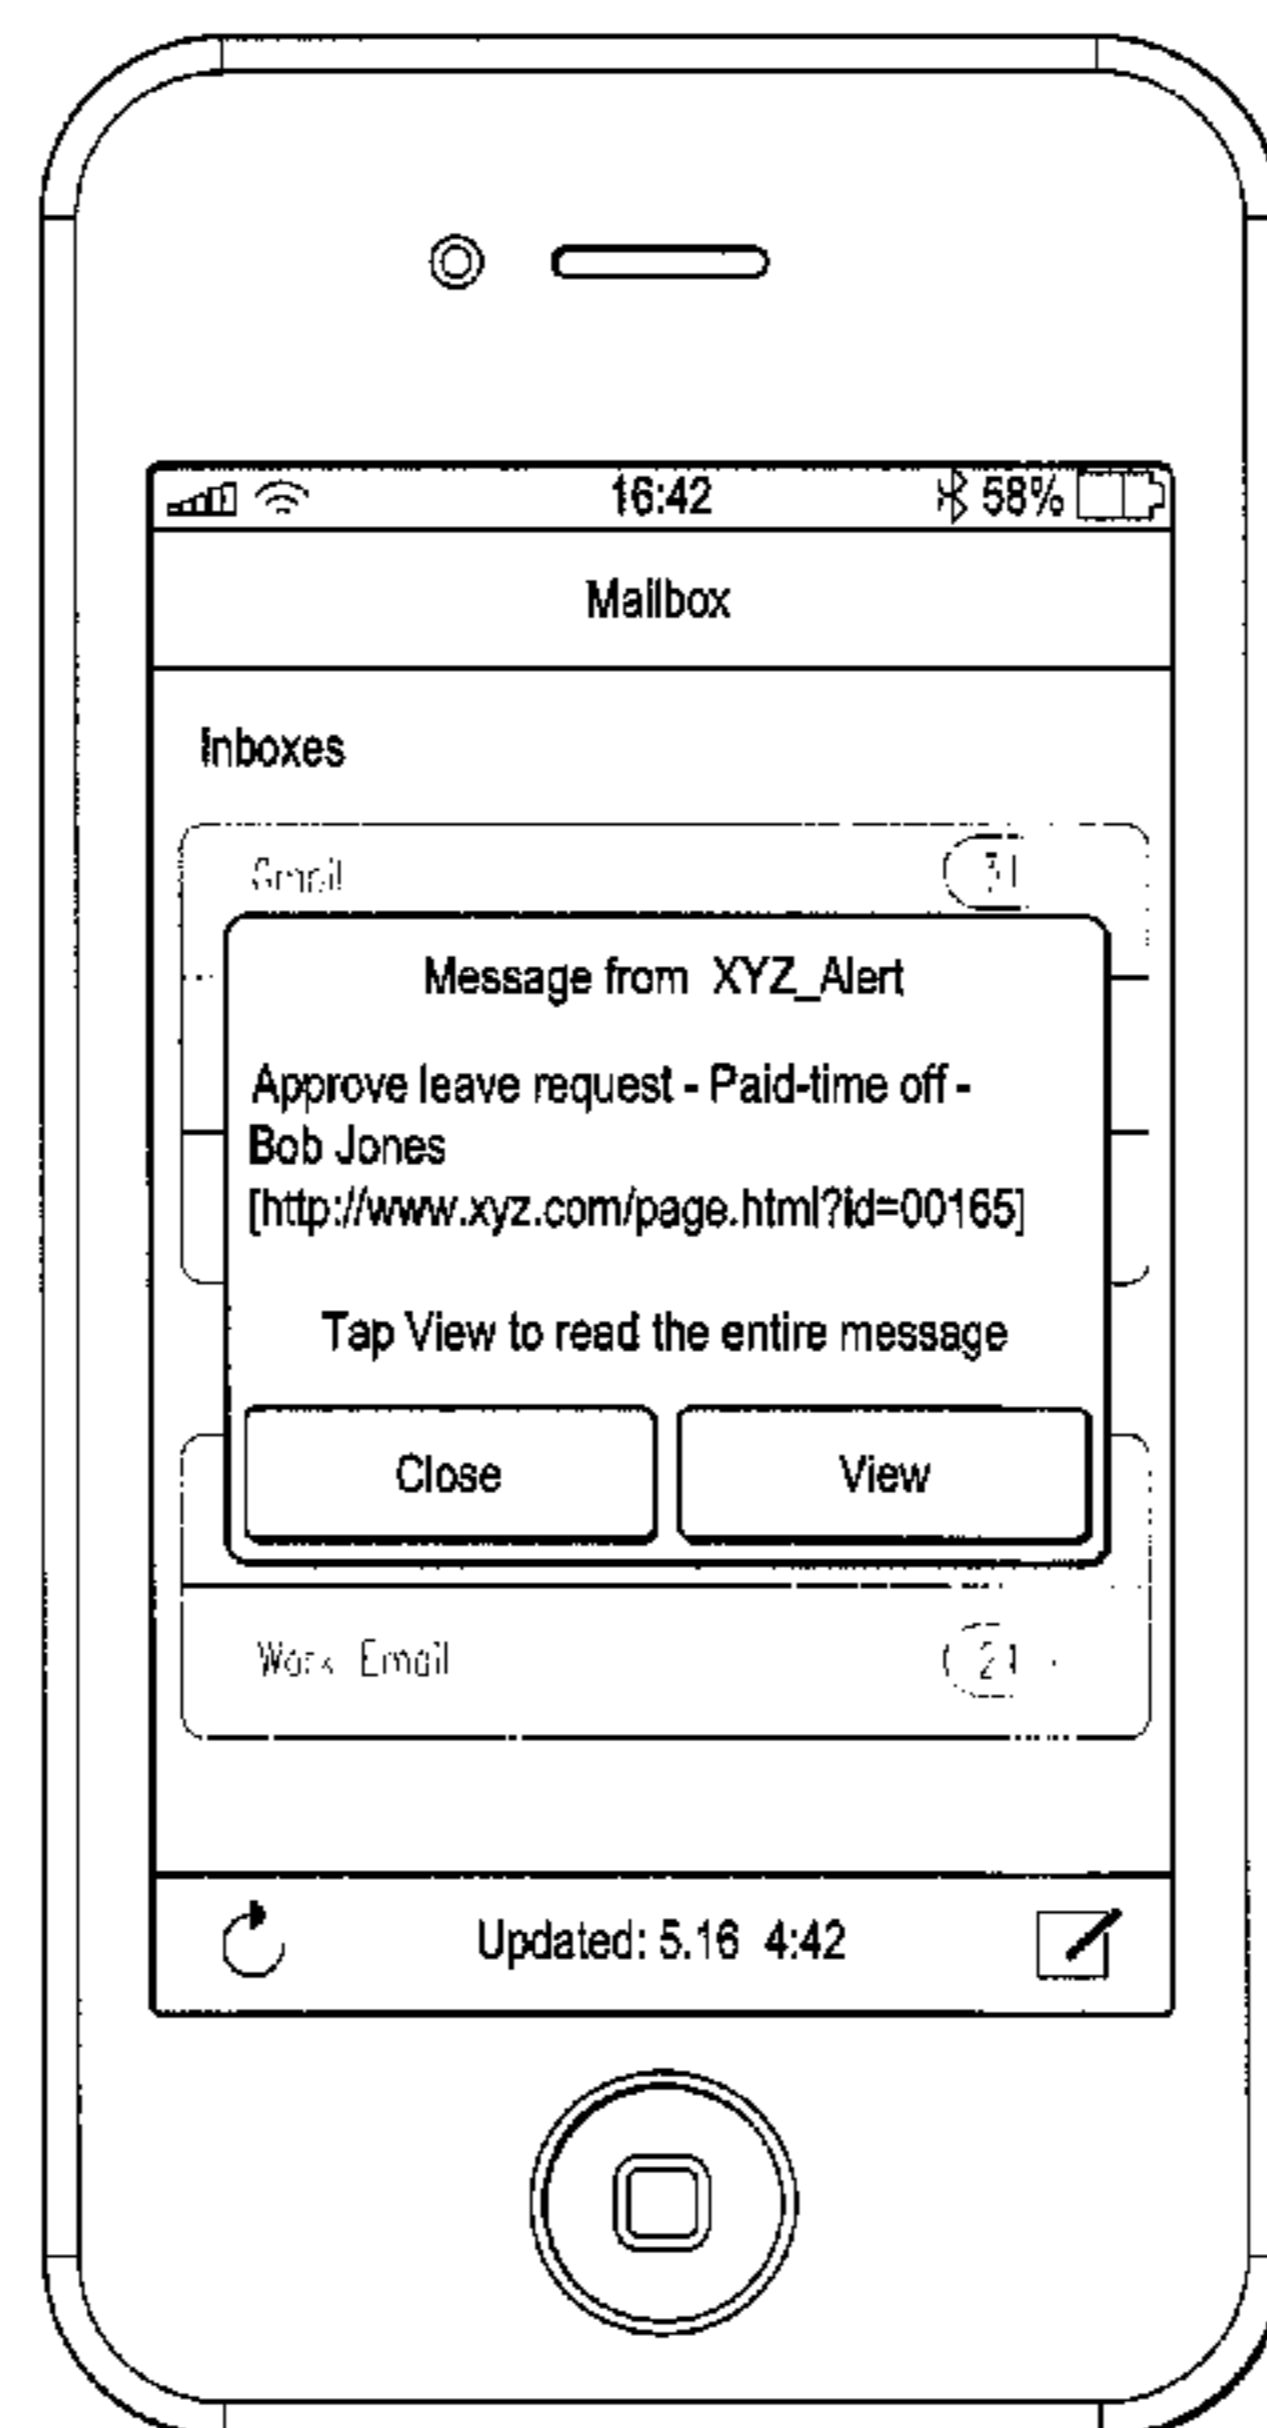 16:42 58%
Mailbox
Inboxes
Gmail
Message from XYZ_Alert
Approve leave request - Paid-time off -
Bob Jones
[http://www.xyz.com/page.html?id=00165]
Tap View to read the entire message
Close View
Work Email
Updated: 5.16 4:42